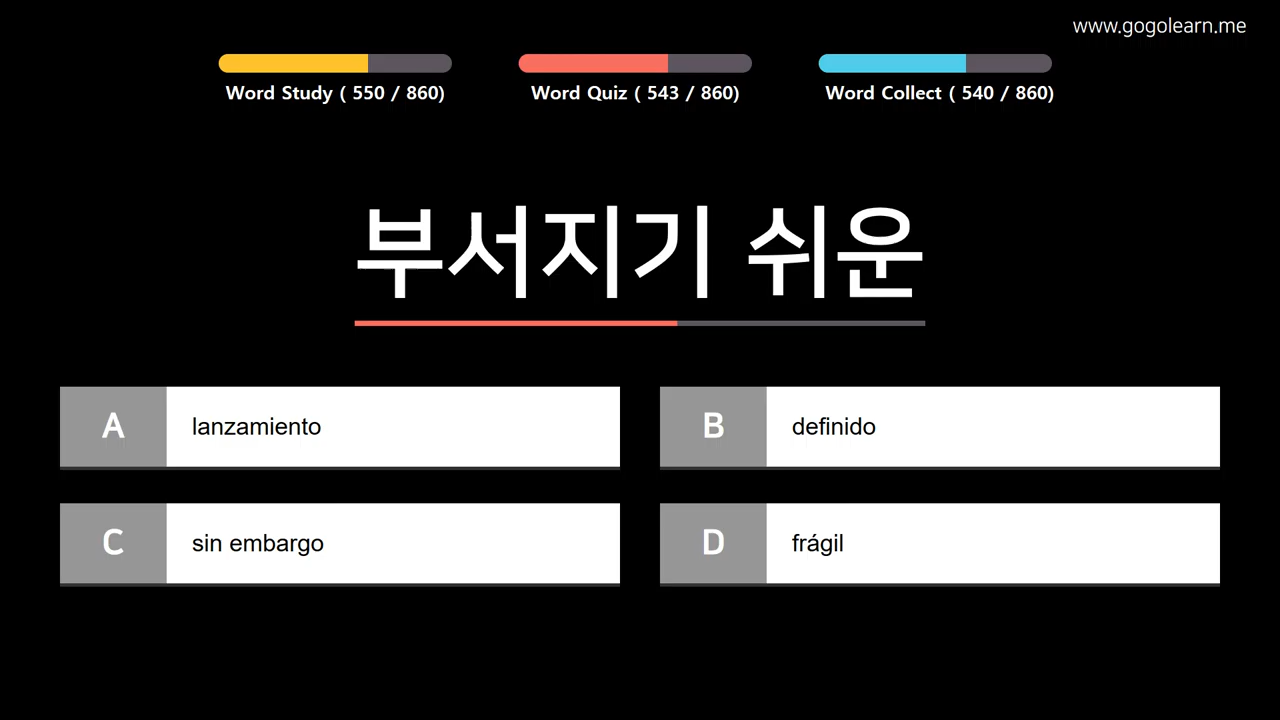 www.gogolearn.me
Word Study ( 550 / 860)
Word Quiz ( 543 / 860)
Word Collect ( 540 / 860)
부서지기 쉬운
A lanzamiento
B definido
C sin embargo
D frágil